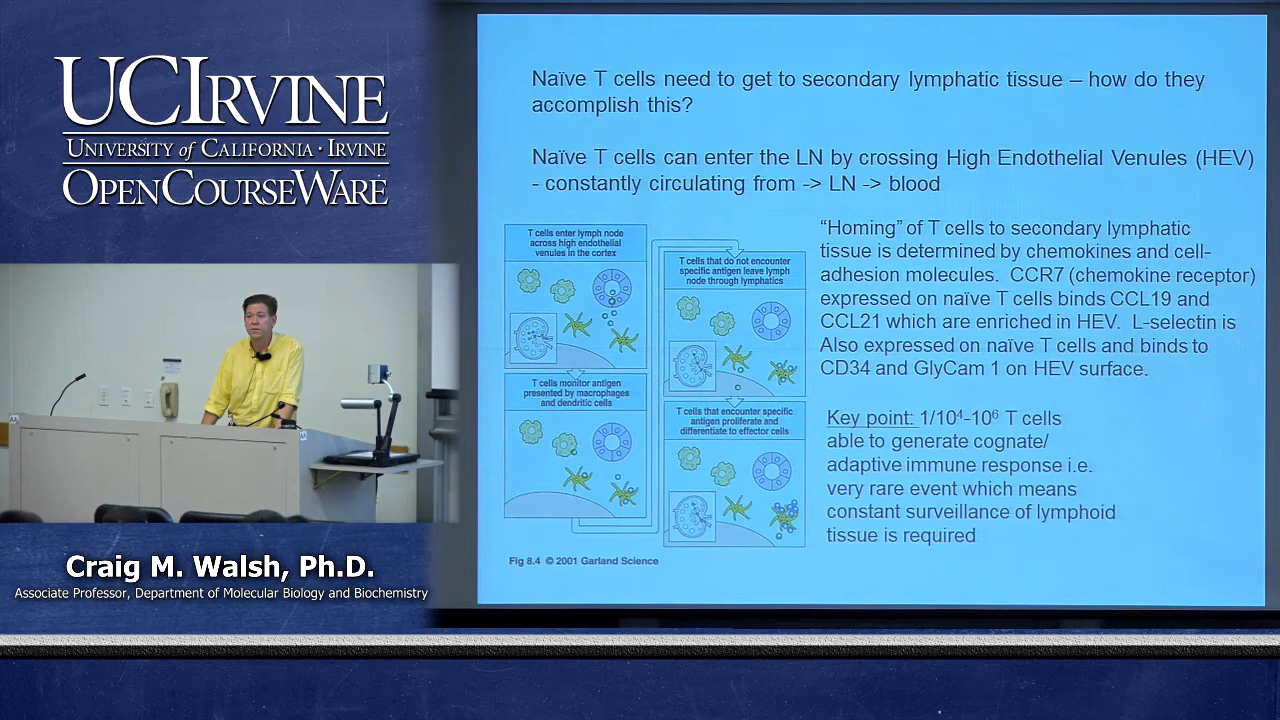 UCIRVINE
UNIVERSITY of CALIFORNIA · IRVINE
OPENCOURSEWARE
Craig M. Walsh, Ph.D.
Associate Professor, Department of Molecular Biology and Biochemistry
Naïve T cells need to get to secondary lymphatic tissue – how do they
accomplish this?
Naïve T cells can enter the LN by crossing High Endothelial Venules (HEV)
- constantly circulating from -> LN -> blood
T cells enter lymph node
across high endothelial
venules in the cortex
T cells monitor antigen
presented by macrophages
and dendritic cells
T cells that do not encounter
specific antigen leave lymph
node through lymphatics
T cells that encounter specific
antigen proliferate and
differentiate to effector cells
Fig 8.4 © 2001 Garland Science
“Homing” of T cells to secondary lymphatic
tissue is determined by chemokines and cell-
adhesion molecules. CCR7 (chemokine receptor)
expressed on naïve T cells binds CCL19 and
CCL21 which are enriched in HEV. L-selectin is
Also expressed on naïve T cells and binds to
CD34 and GlyCam 1 on HEV surface.
Key point: 1/10⁴-10⁶ T cells
able to generate cognate/
adaptive immune response i.e.
very rare event which means
constant surveillance of lymphoid
tissue is required